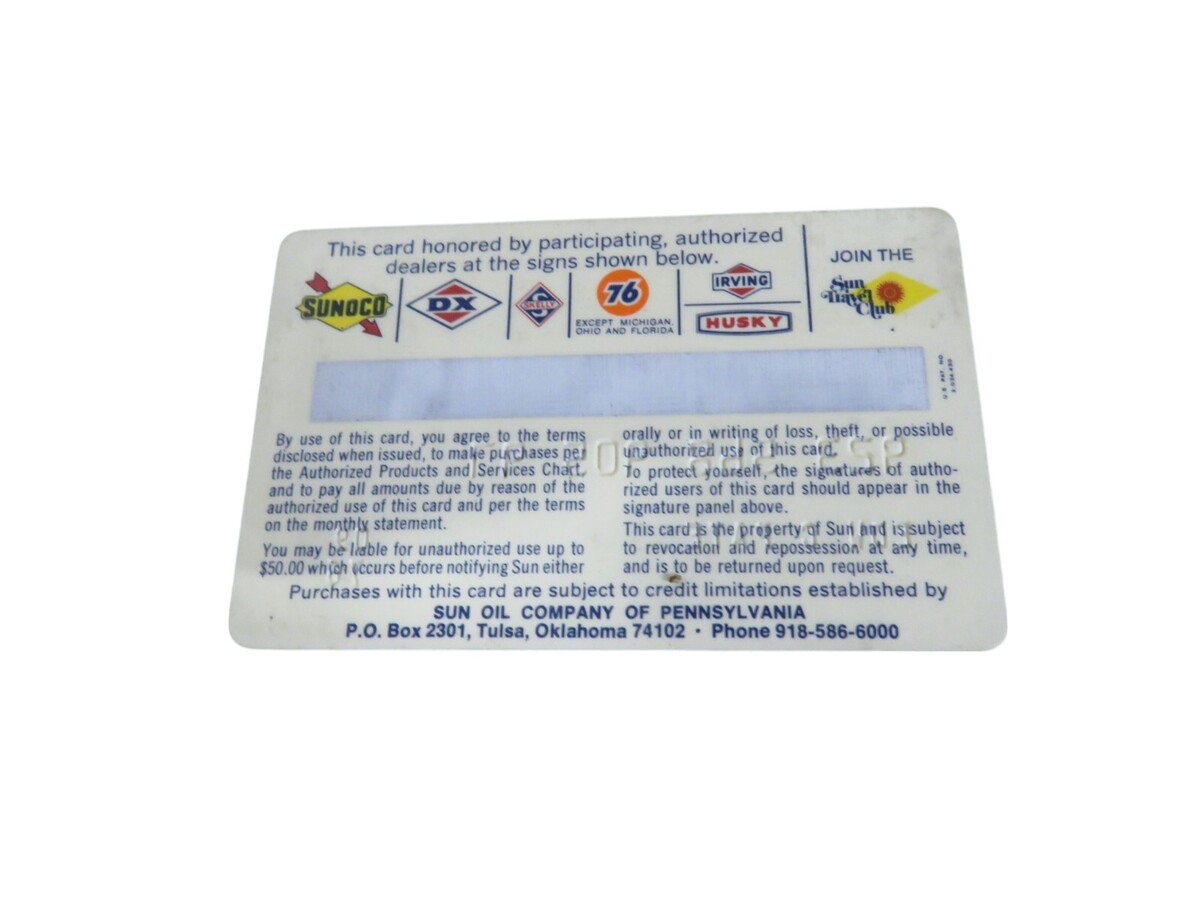 This card honored by participating, authorized
dealers at the signs shown below.
SUNOCO
DX
SKELLY
S
76
EXCEPT MICHIGAN,
OHIO AND FLORIDA
IRVING
HUSKY
JOIN THE
Sun
Travel
Club
U.S. PAT. NO.
By use of this card, you agree to the terms
disclosed when issued, to make purchases per
the Authorized Products and Services Chart
and to pay all amounts due by reason of the
authorized use of this card and per the terms
on the monthly statement.
You may be liable for unauthorized use up to
$50.00 which occurs before notifying Sun either
orally or in writing of loss, theft, or possible
unauthorized use of this card.
To protect yourself, the signatures of autho-
rized users of this card should appear in the
signature panel above.
This card is the property of Sun and is subject
to revocation and repossession at any time,
and is to be returned upon request.
Purchases with this card are subject to credit limitations established by
SUN OIL COMPANY OF PENNSYLVANIA
P.O. Box 2301, Tulsa, Oklahoma 74102 · Phone 918-586-6000